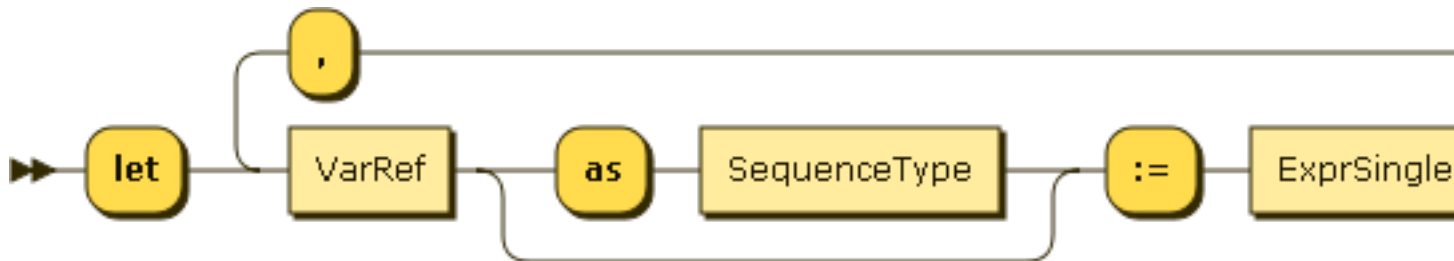 ,
let VarRef as SequenceType := ExprSingle